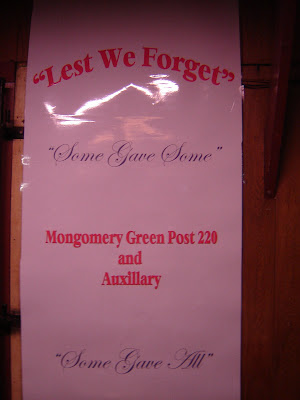 "Lest We Forget"
"Some Gave Some"
Mongomery Green Post 220
and
Auxillary
"Some Gave All"